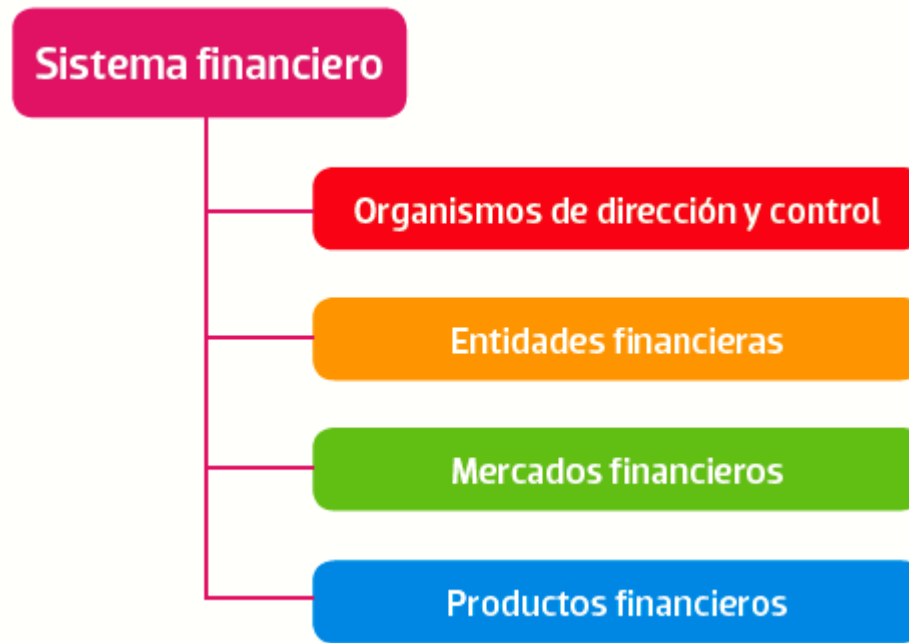 Sistema financiero
Organismos de dirección y control
Entidades financieras
Mercados financieros
Productos financieros